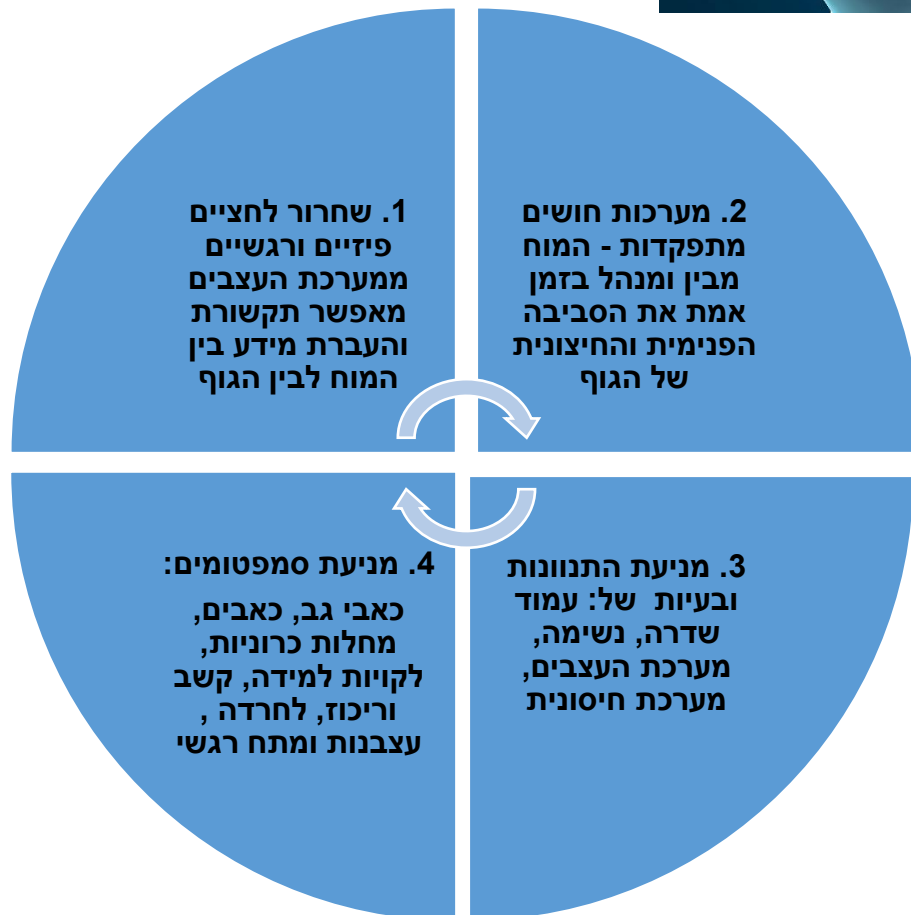 1. שחרור לחציים
פיזיים ורגשיים
ממערכת העצבים
מאפשר תקשורת
והעברת מידע בין
המוח לבין הגוף
2. מערכות חושים
מתפקדות - המוח
מבין ומנהל בזמן
אמת את הסביבה
הפנימית והחיצונית
של הגוף
3. מניעת התנוונות
ובעיות של: עמוד
שדרה, נשימה,
מערכת העצבים,
מערכת חיסונית
4. מניעת סמפטומים:
כאבי גב, כאבים,
מחלות כרוניות,
לקויות למידה, קשב
וריכוז, לחרדה ,
עצבנות ומתח רגשי